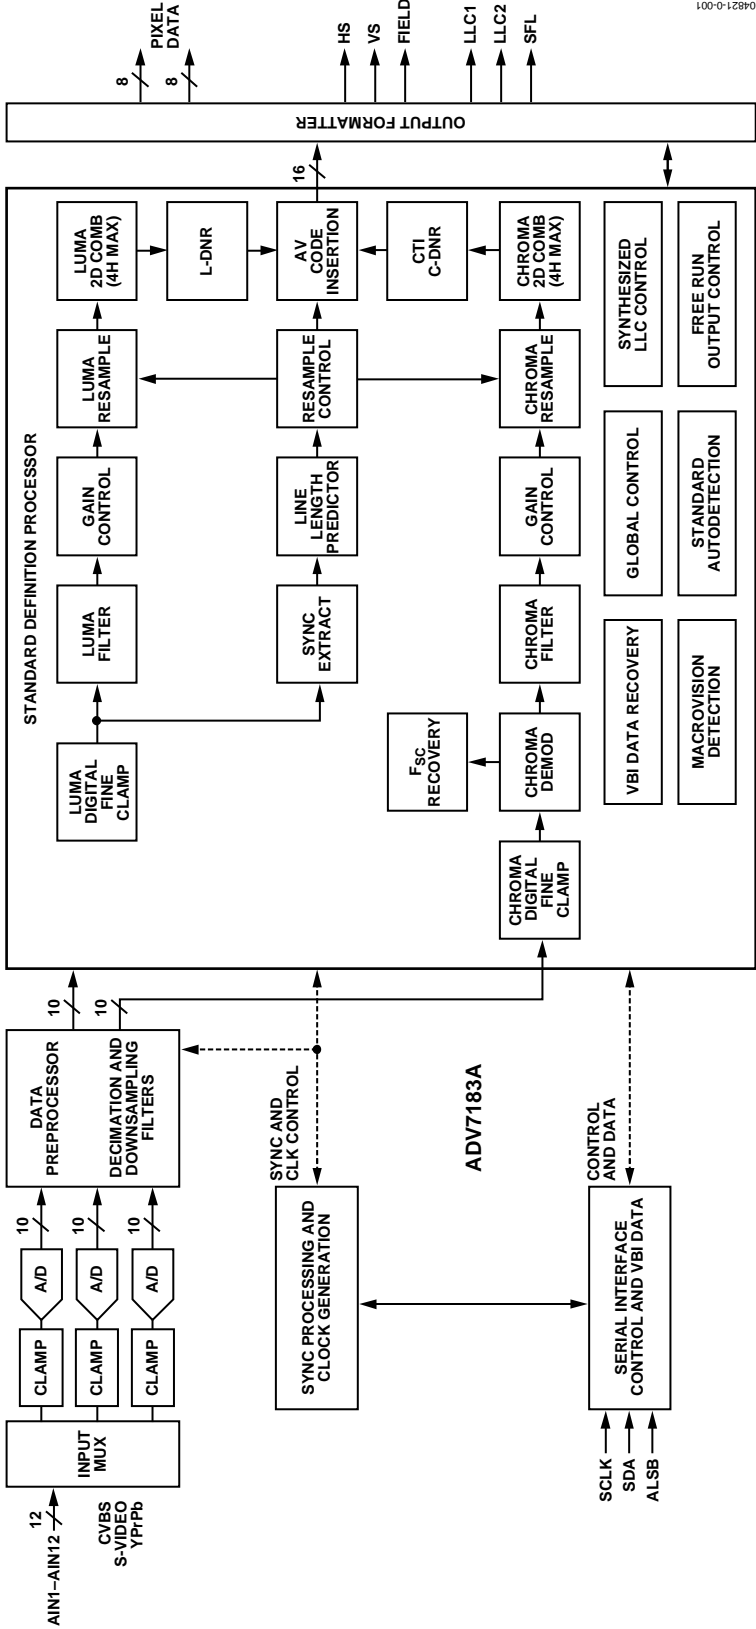 AIN1–AIN12
12
CVBS
S-VIDEO
YPrPb
INPUT
MUX
CLAMP
A/D
10
CLAMP
A/D
10
CLAMP
A/D
10
DATA
PREPROCESSOR
DECIMATION AND
DOWNSAMPLING
FILTERS
10
10
SYNC PROCESSING AND
CLOCK GENERATION
SYNC AND
CLK CONTROL
ADV7183A
SCLK
SDA
ALSB
SERIAL INTERFACE
CONTROL AND VBI DATA
CONTROL
AND DATA
STANDARD DEFINITION PROCESSOR
LUMA
DIGITAL
FINE
CLAMP
LUMA
FILTER
GAIN
CONTROL
LUMA
RESAMPLE
LUMA
2D COMB
(4H MAX)
L-DNR
SYNC
EXTRACT
LINE
LENGTH
PREDICTOR
RESAMPLE
CONTROL
AV
CODE
INSERTION
16
FSC
RECOVERY
CTI
C-DNR
CHROMA
DIGITAL
FINE
CLAMP
CHROMA
DEMOD
CHROMA
FILTER
GAIN
CONTROL
CHROMA
RESAMPLE
CHROMA
2D COMB
(4H MAX)
VBI DATA RECOVERY
GLOBAL CONTROL
SYNTHESIZED
LLC CONTROL
MACROVISION
DETECTION
STANDARD
AUTODETECTION
FREE RUN
OUTPUT CONTROL
OUTPUT FORMATTER
8
8
PIXEL
DATA
HS
VS
FIELD
LLC1
LLC2
SFL
04821-0-001